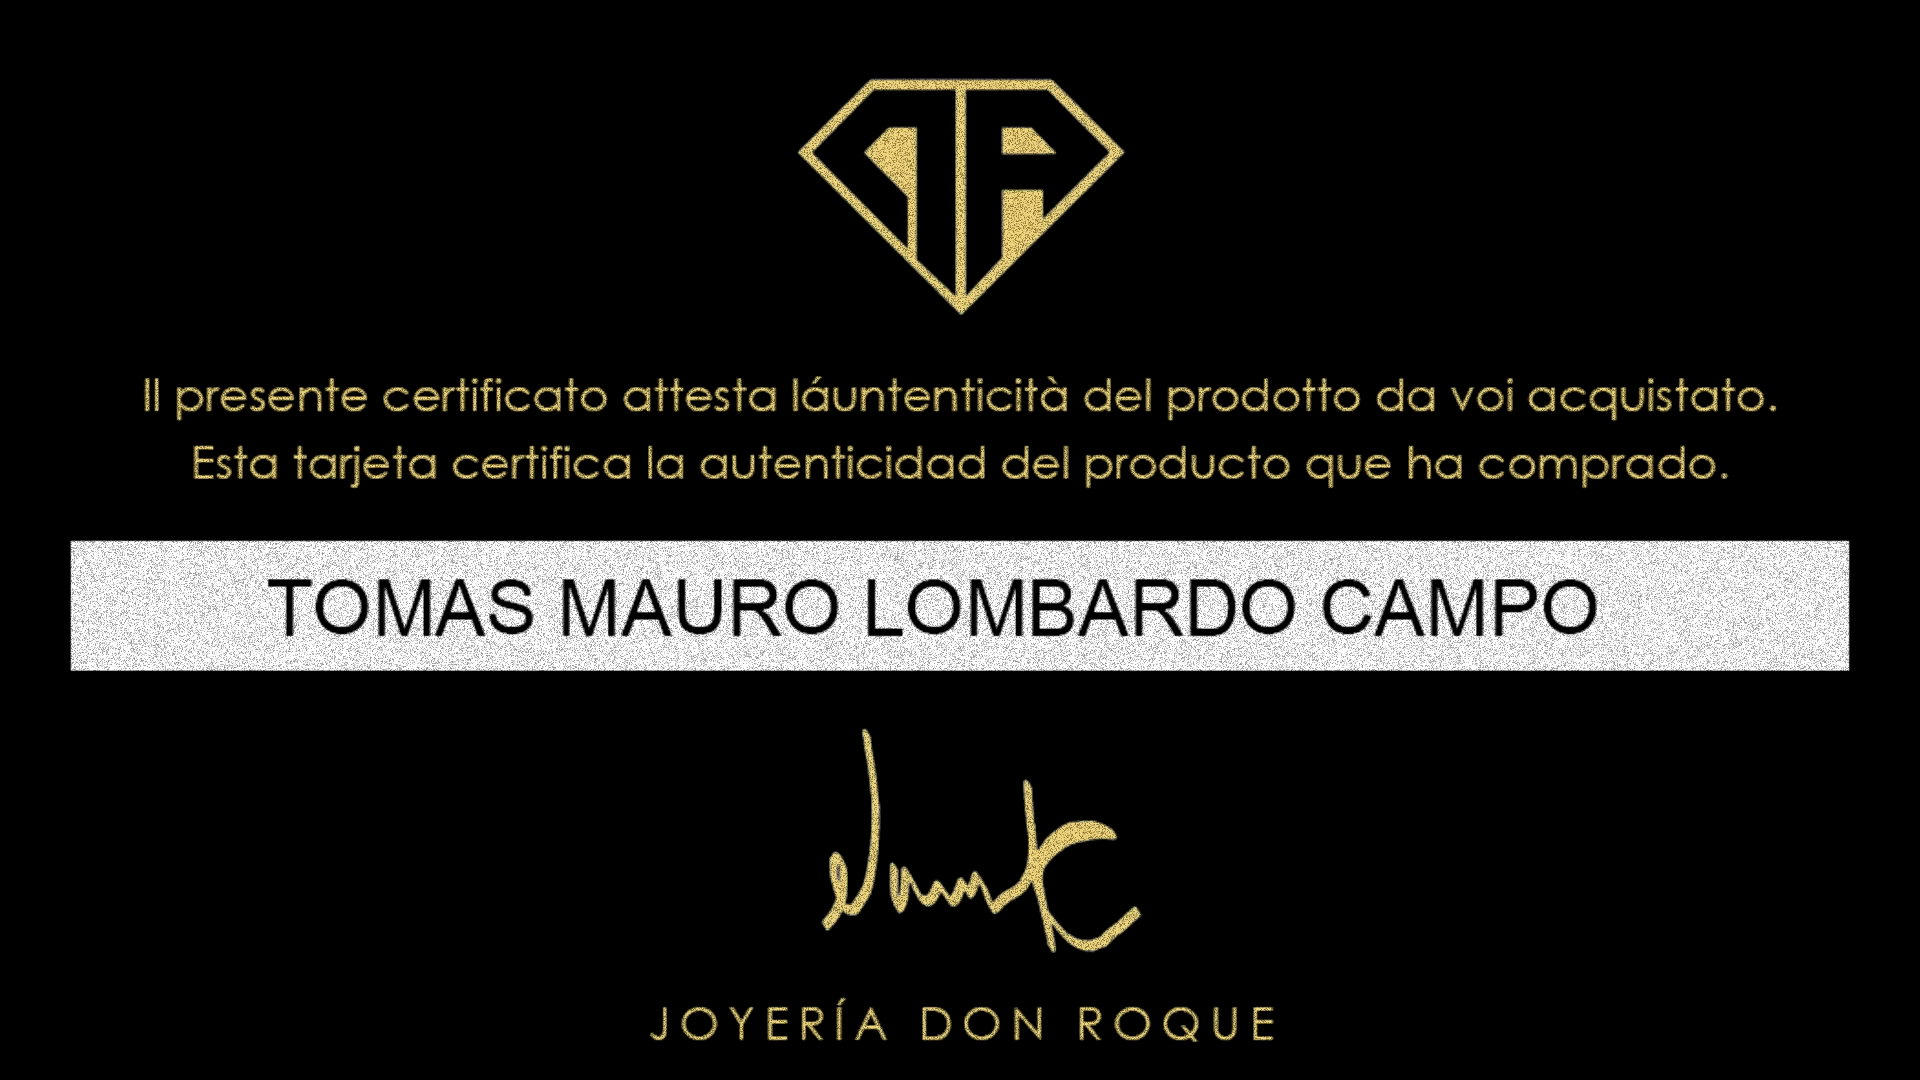 Il presente certificato attesta láuntenticità del prodotto da voi acquistato.
Esta tarjeta certifica la autenticidad del producto que ha comprado.
TOMAS MAURO LOMBARDO CAMPO
JOYERÍA DON ROQUE